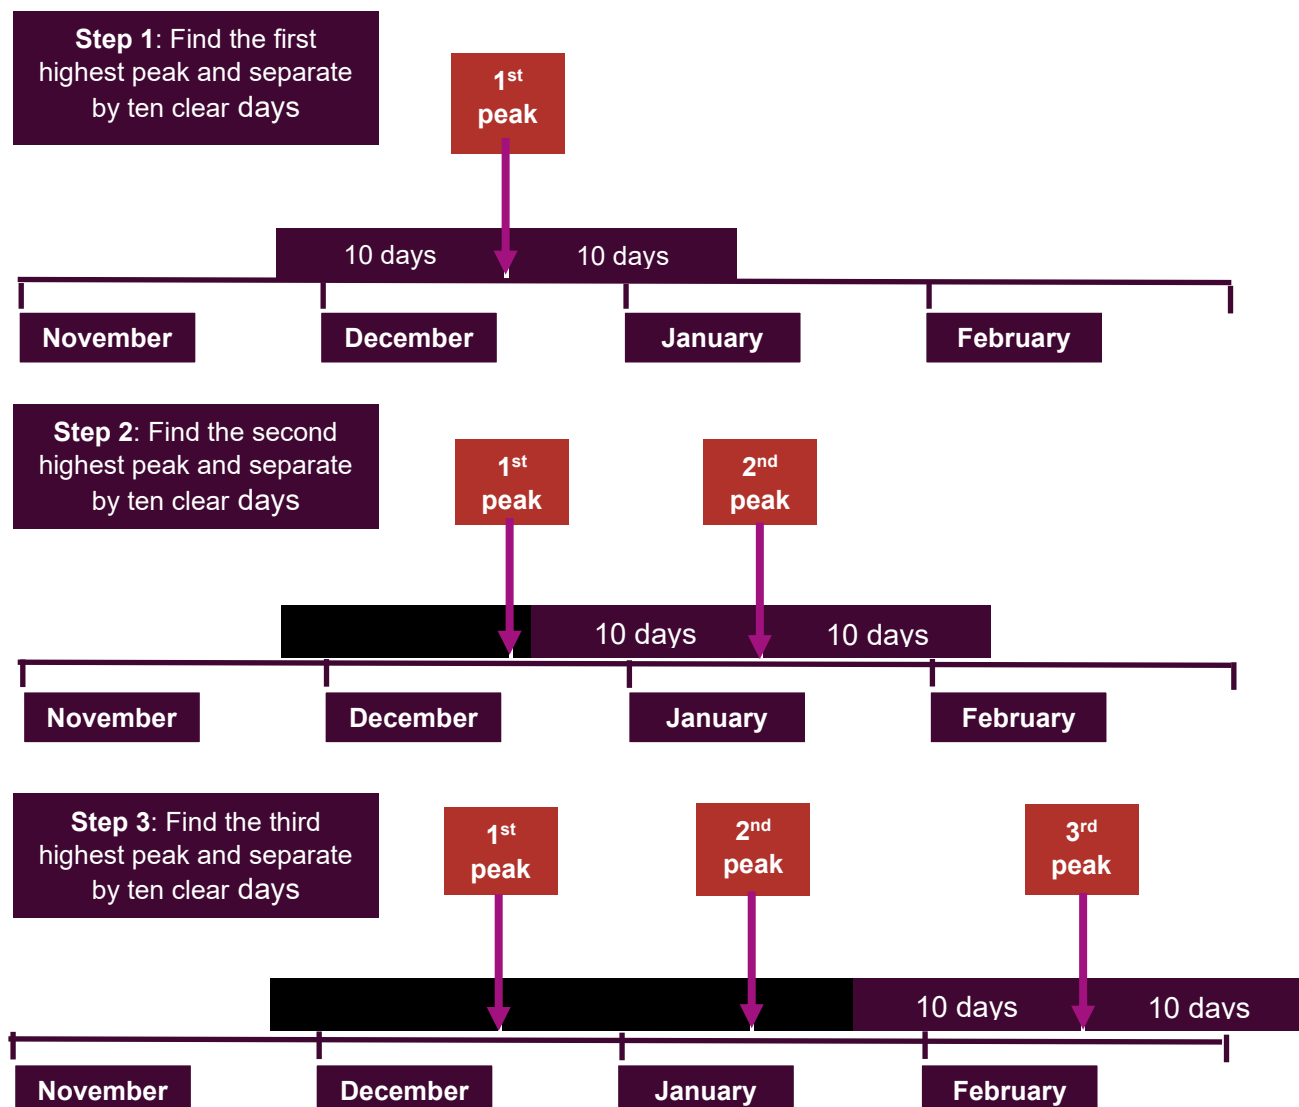 Step 1: Find the first
highest peak and separate
by ten clear days
1st
peak
10 days
10 days
November
December
January
February
Step 2: Find the second
highest peak and separate
by ten clear days
1st
peak
2nd
peak
10 days
10 days
November
December
January
February
Step 3: Find the third
highest peak and separate
by ten clear days
1st
peak
2nd
peak
3rd
peak
10 days
10 days
November
December
January
February